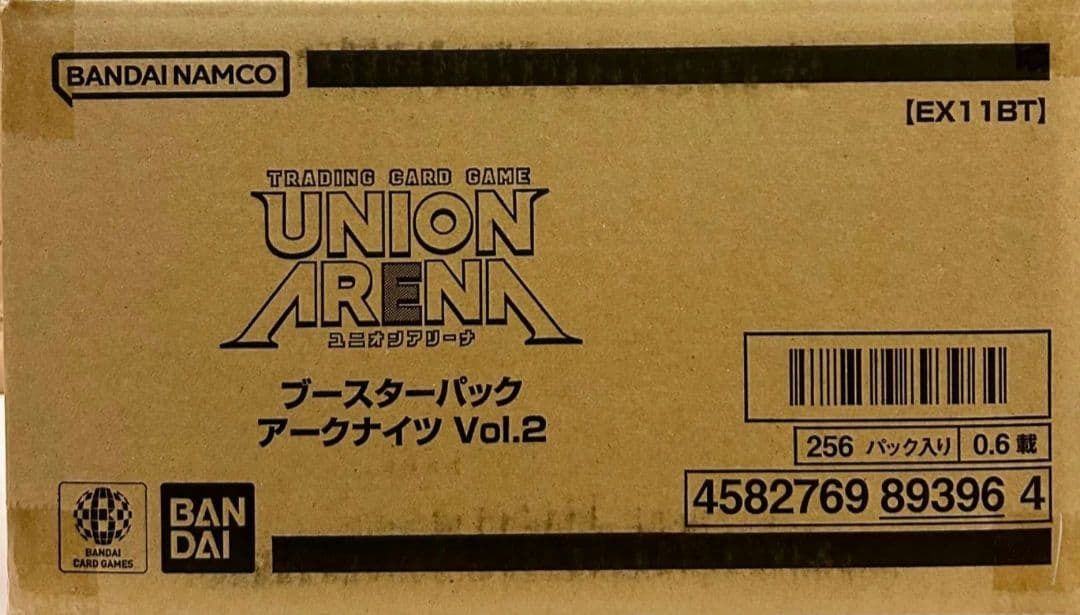 BANDAI NAMCO
【EX11BT】
TRADING CARD GAME
UNION
ARENA
ユニオンアリーナ
ブースターパック
アークナイツ Vol.2
256 パック入り 0.6 載
4582769 89396 4
BANDAI
CARD GAMES
BAN
DAI